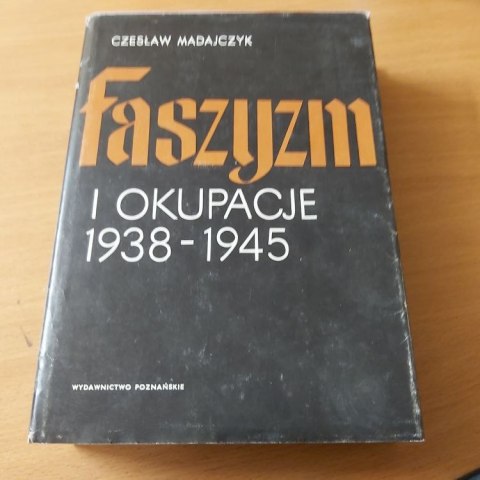 CZESŁAW MADAJCZYK
Faszyzm
I OKUPACJE
1938-1945
WYDAWNICTWO POZNAŃSKIE